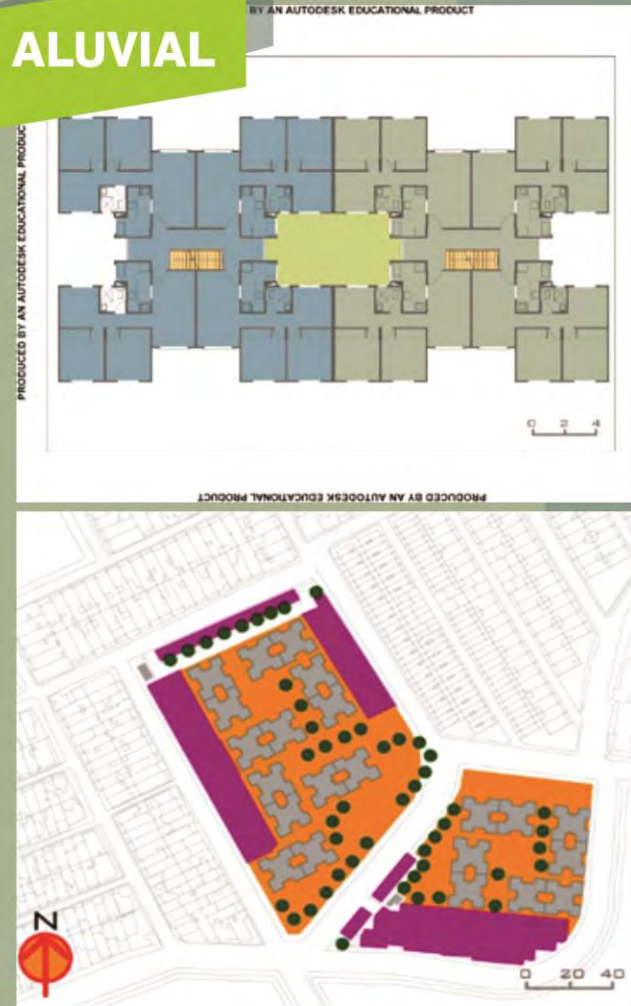 BY AN AUTODESK EDUCATIONAL PRODUCT
ALUVIAL
PRODUCED BY AN AUTODESK EDUCATIONAL PRODUC
0 2 4
PRODUCED BY AN AUTODESK EDUCATIONAL PRODUCT
N
0 20 40